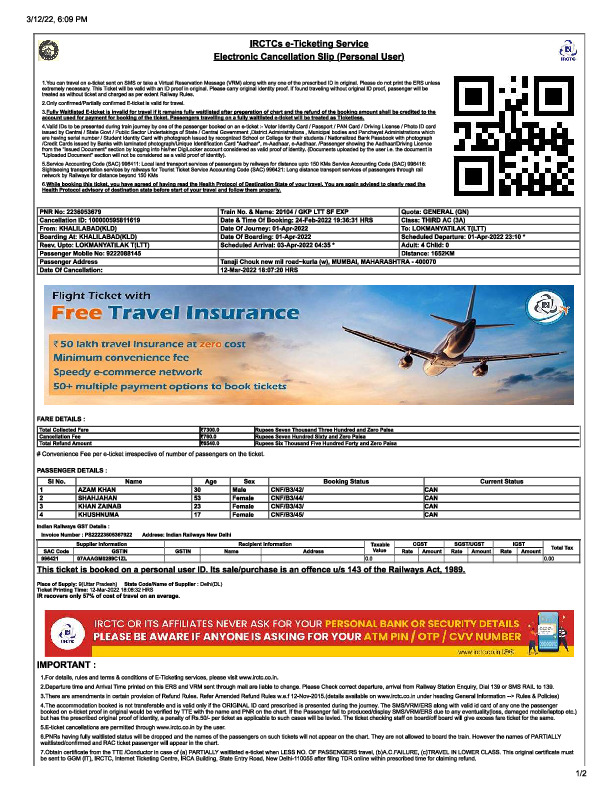 3/12/22, 6:09 PM
IRCTCs e-Ticketing Service
Electronic Cancellation Slip (Personal User)
IRCTC
1.You can travel on e-ticket sent on SMS or take a Virtual Reservation Message (VRM) along with any one of the prescribed ID in original. Please do not print the ERS unless
extremely necessary. This Ticket will be valid with an ID proof in original. Please carry original identity proof. If found traveling without original ID proof, passenger will be
treated as without ticket and charged as per extent Railway Rules.
2.Only confirmed/Partially confirmed E-ticket is valid for travel.
3.Fully Waitlisted E-ticket is invalid for travel if it remains fully waitlisted after preparation of chart and the refund of the booking amount shall be credited to the
account used for payment for booking of the ticket. Passengers travelling on a fully waitlisted e-ticket will be treated as Ticketless.
4.Valid IDs to be presented during train journey by one of the passenger booked on an e-ticket :- Voter Identity Card / Passport / PAN Card / Driving License / Photo ID card
issued by Central / State Govt / Public Sector Undertakings of State / Central Government ,District Administrations , Municipal bodies and Panchayat Administrations which
are having serial number / Student Identity Card with photograph issued by recognised School or College for their students / Nationalised Bank Passbook with photograph
/Credit Cards issued by Banks with laminated photograph/Unique Identification Card "Aadhaar", m-Aadhaar, e-Aadhaar. /Passenger showing the Aadhaar/Driving Licence
from the "Issued Document" section by logging into his/her DigiLocker account considered as valid proof of identity. (Documents uploaded by the user i.e. the document in
"Uploaded Document" section will not be considered as a valid proof of identity).
5.Service Accounting Code (SAC) 996411: Local land transport services of passengers by railways for distance upto 150 KMs Service Accounting Code (SAC) 996416:
Sightseeing transportation services by railways for Tourist Ticket Service Accounting Code (SAC) 996421: Long distance transport services of passengers through rail
network by Railways for distance beyond 150 KMs
6.While booking this ticket, you have agreed of having read the Health Protocol of Destination State of your travel. You are again advised to clearly read the
Health Protocol advisory of destination state before start of your travel and follow them properly.
PNR No: 2236053679 Train No. & Name: 20104 / GKP LTT SF EXP Quota: GENERAL (GN)
Cancellation ID: 100000595811619 Date & Time Of Booking: 24-Feb-2022 19:36:31 HRS Class: THIRD AC (3A)
From: KHALILABAD(KLD) Date Of Journey: 01-Apr-2022 To: LOKMANYATILAK T(LTT)
Boarding At: KHALILABAD(KLD) Date Of Boarding: 01-Apr-2022 Scheduled Departure: 01-Apr-2022 23:10 *
Resv. Upto: LOKMANYATILAK T(LTT) Scheduled Arrival: 03-Apr-2022 04:35 * Adult: 4 Child: 0
Passenger Mobile No: 9222088145 Distance: 1652KM
Passenger Address Tanaji Chouk new mil road~kurla (w), MUMBAI, MAHARASHTRA - 400070
Date Of Cancellation: 12-Mar-2022 18:07:20 HRS
Flight Ticket with
Free Travel Insurance
₹50 lakh travel Insurance at zero cost
Minimum convenience fee
Speedy e-commerce network
50+ multiple payment options to book tickets
IRCTC
FARE DETAILS :
Total Collected Fare ₹7300.0 Rupees Seven Thousand Three Hundred and Zero Paisa
Cancellation Fee ₹760.0 Rupees Seven Hundred Sixty and Zero Paisa
Total Refund Amount ₹6540.0 Rupees Six Thousand Five Hundred Forty and Zero Paisa
# Convenience Fee per e-ticket irrespective of number of passengers on the ticket.
PASSENGER DETAILS :
Sl No. Name Age Sex Booking Status Current Status
1 AZAM KHAN 30 Male CNF/B3/42/ CAN
2 SHAHJAHAN 53 Female CNF/B3/44/ CAN
3 KHAN ZAINAB 23 Female CNF/B3/43/ CAN
4 KHUSHNUMA 17 Female CNF/B3/45/ CAN
Indian Railways GST Details :
Invoice Number : PS22223605367922 Address: Indian Railways New Delhi
Supplier Information Recipient Information Taxable Value CGST SGST/UGST IGST Total Tax
SAC Code GSTIN GSTIN Name Address Rate Amount Rate Amount Rate Amount
996421 07AAAGM0289C1ZL 0.0 0.00
This ticket is booked on a personal user ID. Its sale/purchase is an offence u/s 143 of the Railways Act, 1989.
Place of Supply: 9(Uttar Pradesh) State Code/Name of Supplier : Delhi(DL)
Ticket Printing Time: 12-Mar-2022 18:09:32 HRS
IR recovers only 57% of cost of travel on an average.
IRCTC
IRCTC OR ITS AFFILIATES NEVER ASK FOR YOUR PERSONAL BANKING OR SECURITY DETAILS
PLEASE BE AWARE IF ANYONE IS ASKING FOR YOUR ATM PIN / OTP / CVV NUMBER
IMPORTANT :
1.For details, rules and terms & conditions of E-Ticketing services, please visit www.irctc.co.in.
2.Departure time and Arrival Time printed on this ERS and VRM sent through mail are liable to change. Please Check correct departure, arrival from Railway Station Enquiry, Dial 139 or SMS RAIL to 139.
3.There are amendments in certain provision of Refund Rules. Refer Amended Refund Rules w.e.f 12-Nov-2015.(details available on www.irctc.co.in under heading General Information --> Rules & Policies)
4.The accommodation booked is not transferable and is valid only if the ORIGINAL ID card prescribed is presented during the journey. The SMS/VRM/ERS along with valid id card of any one the passenger
booked on e-ticket proof in original would be verified by TTE with the name and PNR on the chart. If the Passenger fail to produce/display SMS/VRM/ERS due to any eventuality(loss, damaged mobile/laptop etc.)
but has the prescribed original proof of identity, a penalty of Rs.50/- per ticket as applicable to such cases will be levied. The ticket checking staff on board/off board will give excess fare ticket for the same.
5.E-ticket cancellations are permitted through www.irctc.co.in by the user.
6.PNRs having fully waitlisted status will be dropped and the names of the passengers on such tickets will not appear on the chart. They are not allowed to board the train. However the names of PARTIALLY
waitlisted/confirmed and RAC ticket passenger will appear in the chart.
7.Obtain certificate from the TTE /Conductor in case of (a) PARTIALLY waitlisted e-ticket when LESS NO. OF PASSENGERS travel, (b)A.C.FAILURE, (c)TRAVEL IN LOWER CLASS. This original certificate must
be sent to GGM (IT), IRCTC, Internet Ticketing Centre, IRCA Building, State Entry Road, New Delhi-110055 after filing TDR online within prescribed time for claiming refund.
1/2